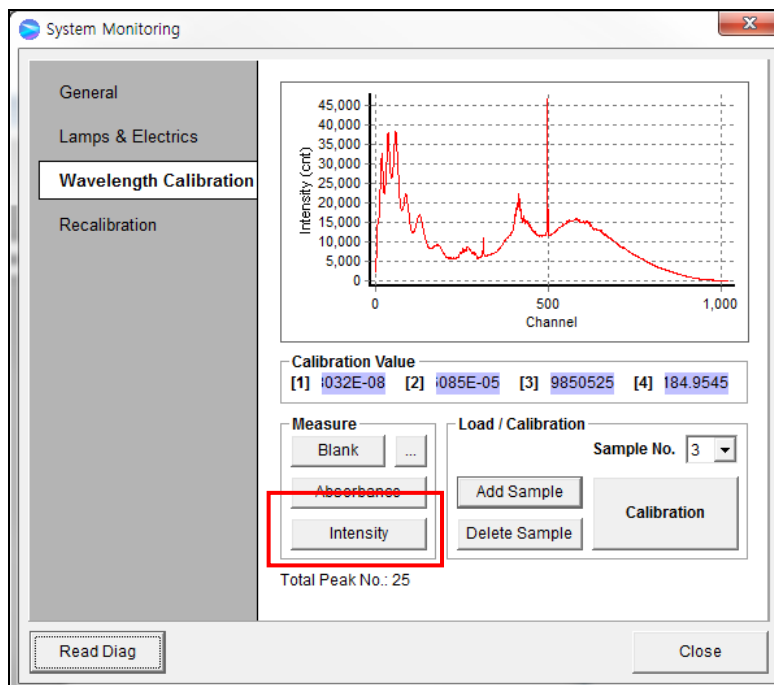 System Monitoring
General
Lamps & Electrics
Wavelength Calibration
Recalibration
45,000
40,000
35,000
30,000
25,000
20,000
15,000
10,000
5,000
0
Intensity (cnt)
0 500 1,000
Channel
Calibration Value
[1] 3032E-08 [2] 5085E-05 [3] 9850525 [4] 184.9545
Measure
Blank ...
Absorbance
Intensity
Load / Calibration
Sample No. 3
Add Sample
Delete Sample
Calibration
Total Peak No.: 25
Read Diag
Close